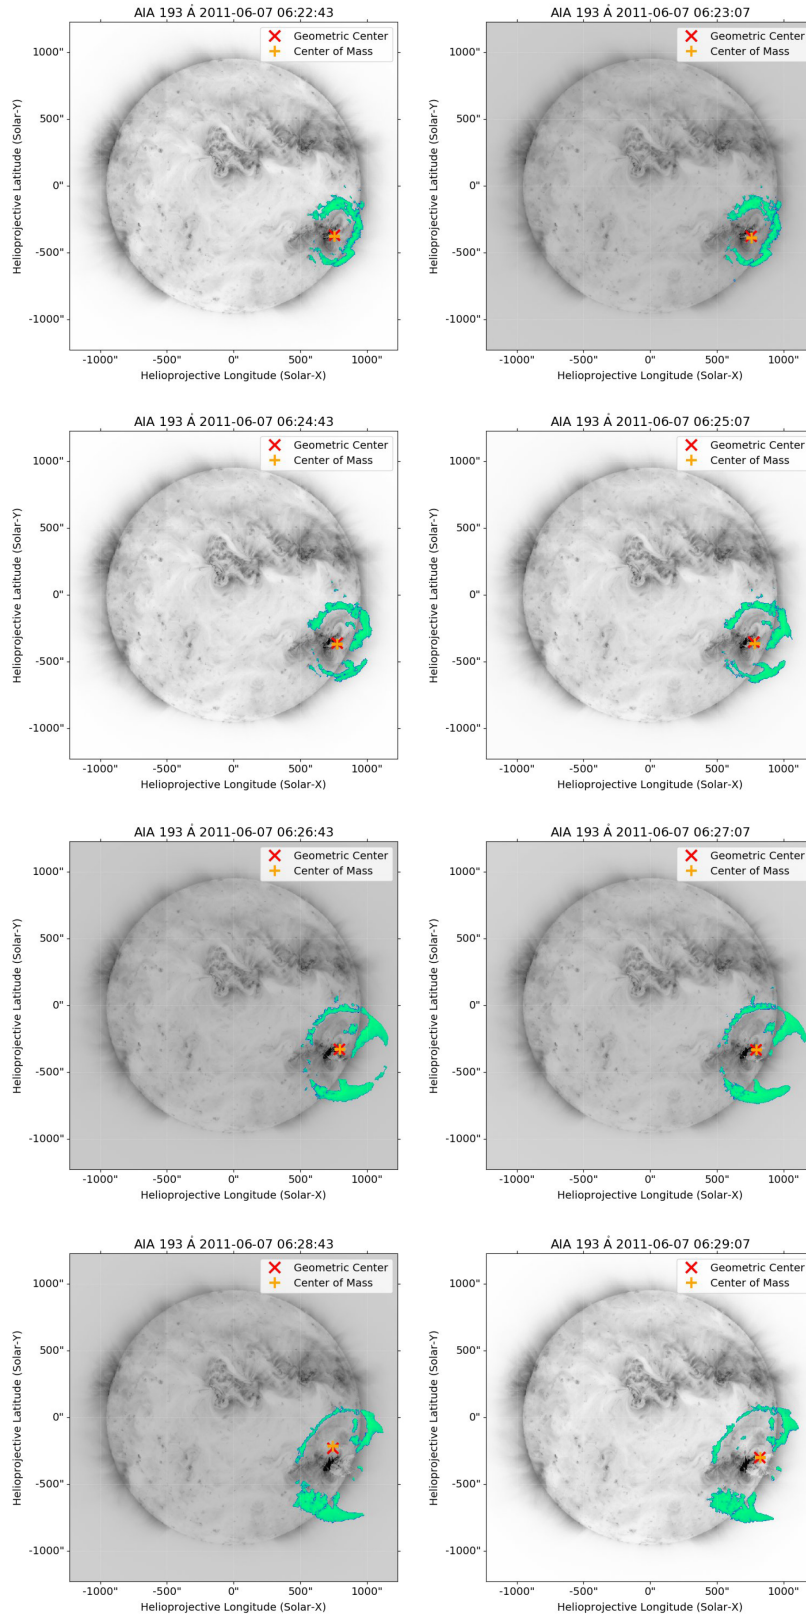 AIA 193 Å 2011-06-07 06:22:43
Geometric Center
Center of Mass
1000"
500"
0"
-500"
-1000"
Helioprojective Latitude (Solar-Y)
-1000" -500" 0" 500" 1000"
Helioprojective Longitude (Solar-X)
AIA 193 Å 2011-06-07 06:23:07
Geometric Center
Center of Mass
1000"
500"
0"
-500"
-1000"
Helioprojective Latitude (Solar-Y)
-1000" -500" 0" 500" 1000"
Helioprojective Longitude (Solar-X)
AIA 193 Å 2011-06-07 06:24:43
Geometric Center
Center of Mass
1000"
500"
0"
-500"
-1000"
Helioprojective Latitude (Solar-Y)
-1000" -500" 0" 500" 1000"
Helioprojective Longitude (Solar-X)
AIA 193 Å 2011-06-07 06:25:07
Geometric Center
Center of Mass
1000"
500"
0"
-500"
-1000"
Helioprojective Latitude (Solar-Y)
-1000" -500" 0" 500" 1000"
Helioprojective Longitude (Solar-X)
AIA 193 Å 2011-06-07 06:26:43
Geometric Center
Center of Mass
1000"
500"
0"
-500"
-1000"
Helioprojective Latitude (Solar-Y)
-1000" -500" 0" 500" 1000"
Helioprojective Longitude (Solar-X)
AIA 193 Å 2011-06-07 06:27:07
Geometric Center
Center of Mass
1000"
500"
0"
-500"
-1000"
Helioprojective Latitude (Solar-Y)
-1000" -500" 0" 500" 1000"
Helioprojective Longitude (Solar-X)
AIA 193 Å 2011-06-07 06:28:43
Geometric Center
Center of Mass
1000"
500"
0"
-500"
-1000"
Helioprojective Latitude (Solar-Y)
-1000" -500" 0" 500" 1000"
Helioprojective Longitude (Solar-X)
AIA 193 Å 2011-06-07 06:29:07
Geometric Center
Center of Mass
1000"
500"
0"
-500"
-1000"
Helioprojective Latitude (Solar-Y)
-1000" -500" 0" 500" 1000"
Helioprojective Longitude (Solar-X)